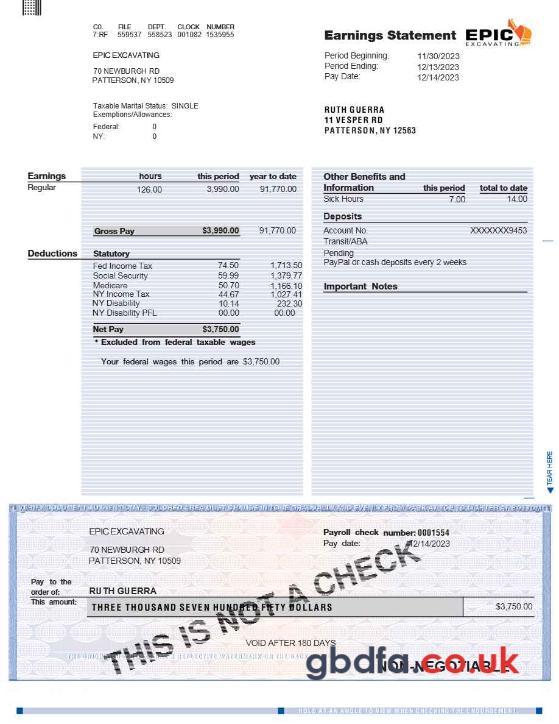 CO. FILE DEPT. CLOCK NUMBER
7:RF 559537 558523 001082 1535955
Earnings Statement EPIC
EXCAVATING
EPIC EXCAVATING
70 NEWBURGH RD
PATTERSON, NY 10509
Period Beginning: 11/30/2023
Period Ending: 12/13/2023
Pay Date: 12/14/2023
Taxable Marital Status: SINGLE
Exemptions/Allowances:
Federal: 0
NY: 0
RUTH GUERRA
11 VESPER RD
PATTERSON, NY 12563
Earnings hours this period year to date
Regular 126.00 3,990.00 91,770.00
Gross Pay $3,990.00 91,770.00
Deductions Statutory
Fed Income Tax 74.50 1,713.50
Social Security 59.99 1,379.77
Medicare 50.70 1,166.10
NY Income Tax 44.67 1,027.41
NY Disability 10.14 232.30
NY Disability PFL 00.00 00.00
Net Pay $3,750.00
* Excluded from federal taxable wages
Your federal wages this period are $3,750.00
Other Benefits and
Information this period total to date
Sick Hours 7.00 14.00
Deposits
Account No. XXXXXXX9453
Transit/ABA
Pending
PayPal or cash deposits every 2 weeks
Important Notes
TEAR HERE
EPIC EXCAVATING
70 NEWBURGH RD
PATTERSON, NY 10509
Payroll check number: 0001554
Pay date: 12/14/2023
Pay to the
order of: RUTH GUERRA
This amount: THREE THOUSAND SEVEN HUNDRED FIFTY DOLLARS $3,750.00
THIS IS NOT A CHECK
VOID AFTER 180 DAYS
NON-NEGOTIABLE
gbdfa.co.uk
HOLD AT AN ANGLE TO VIEW WHEN CHECKING THE ENDORSEMENT.